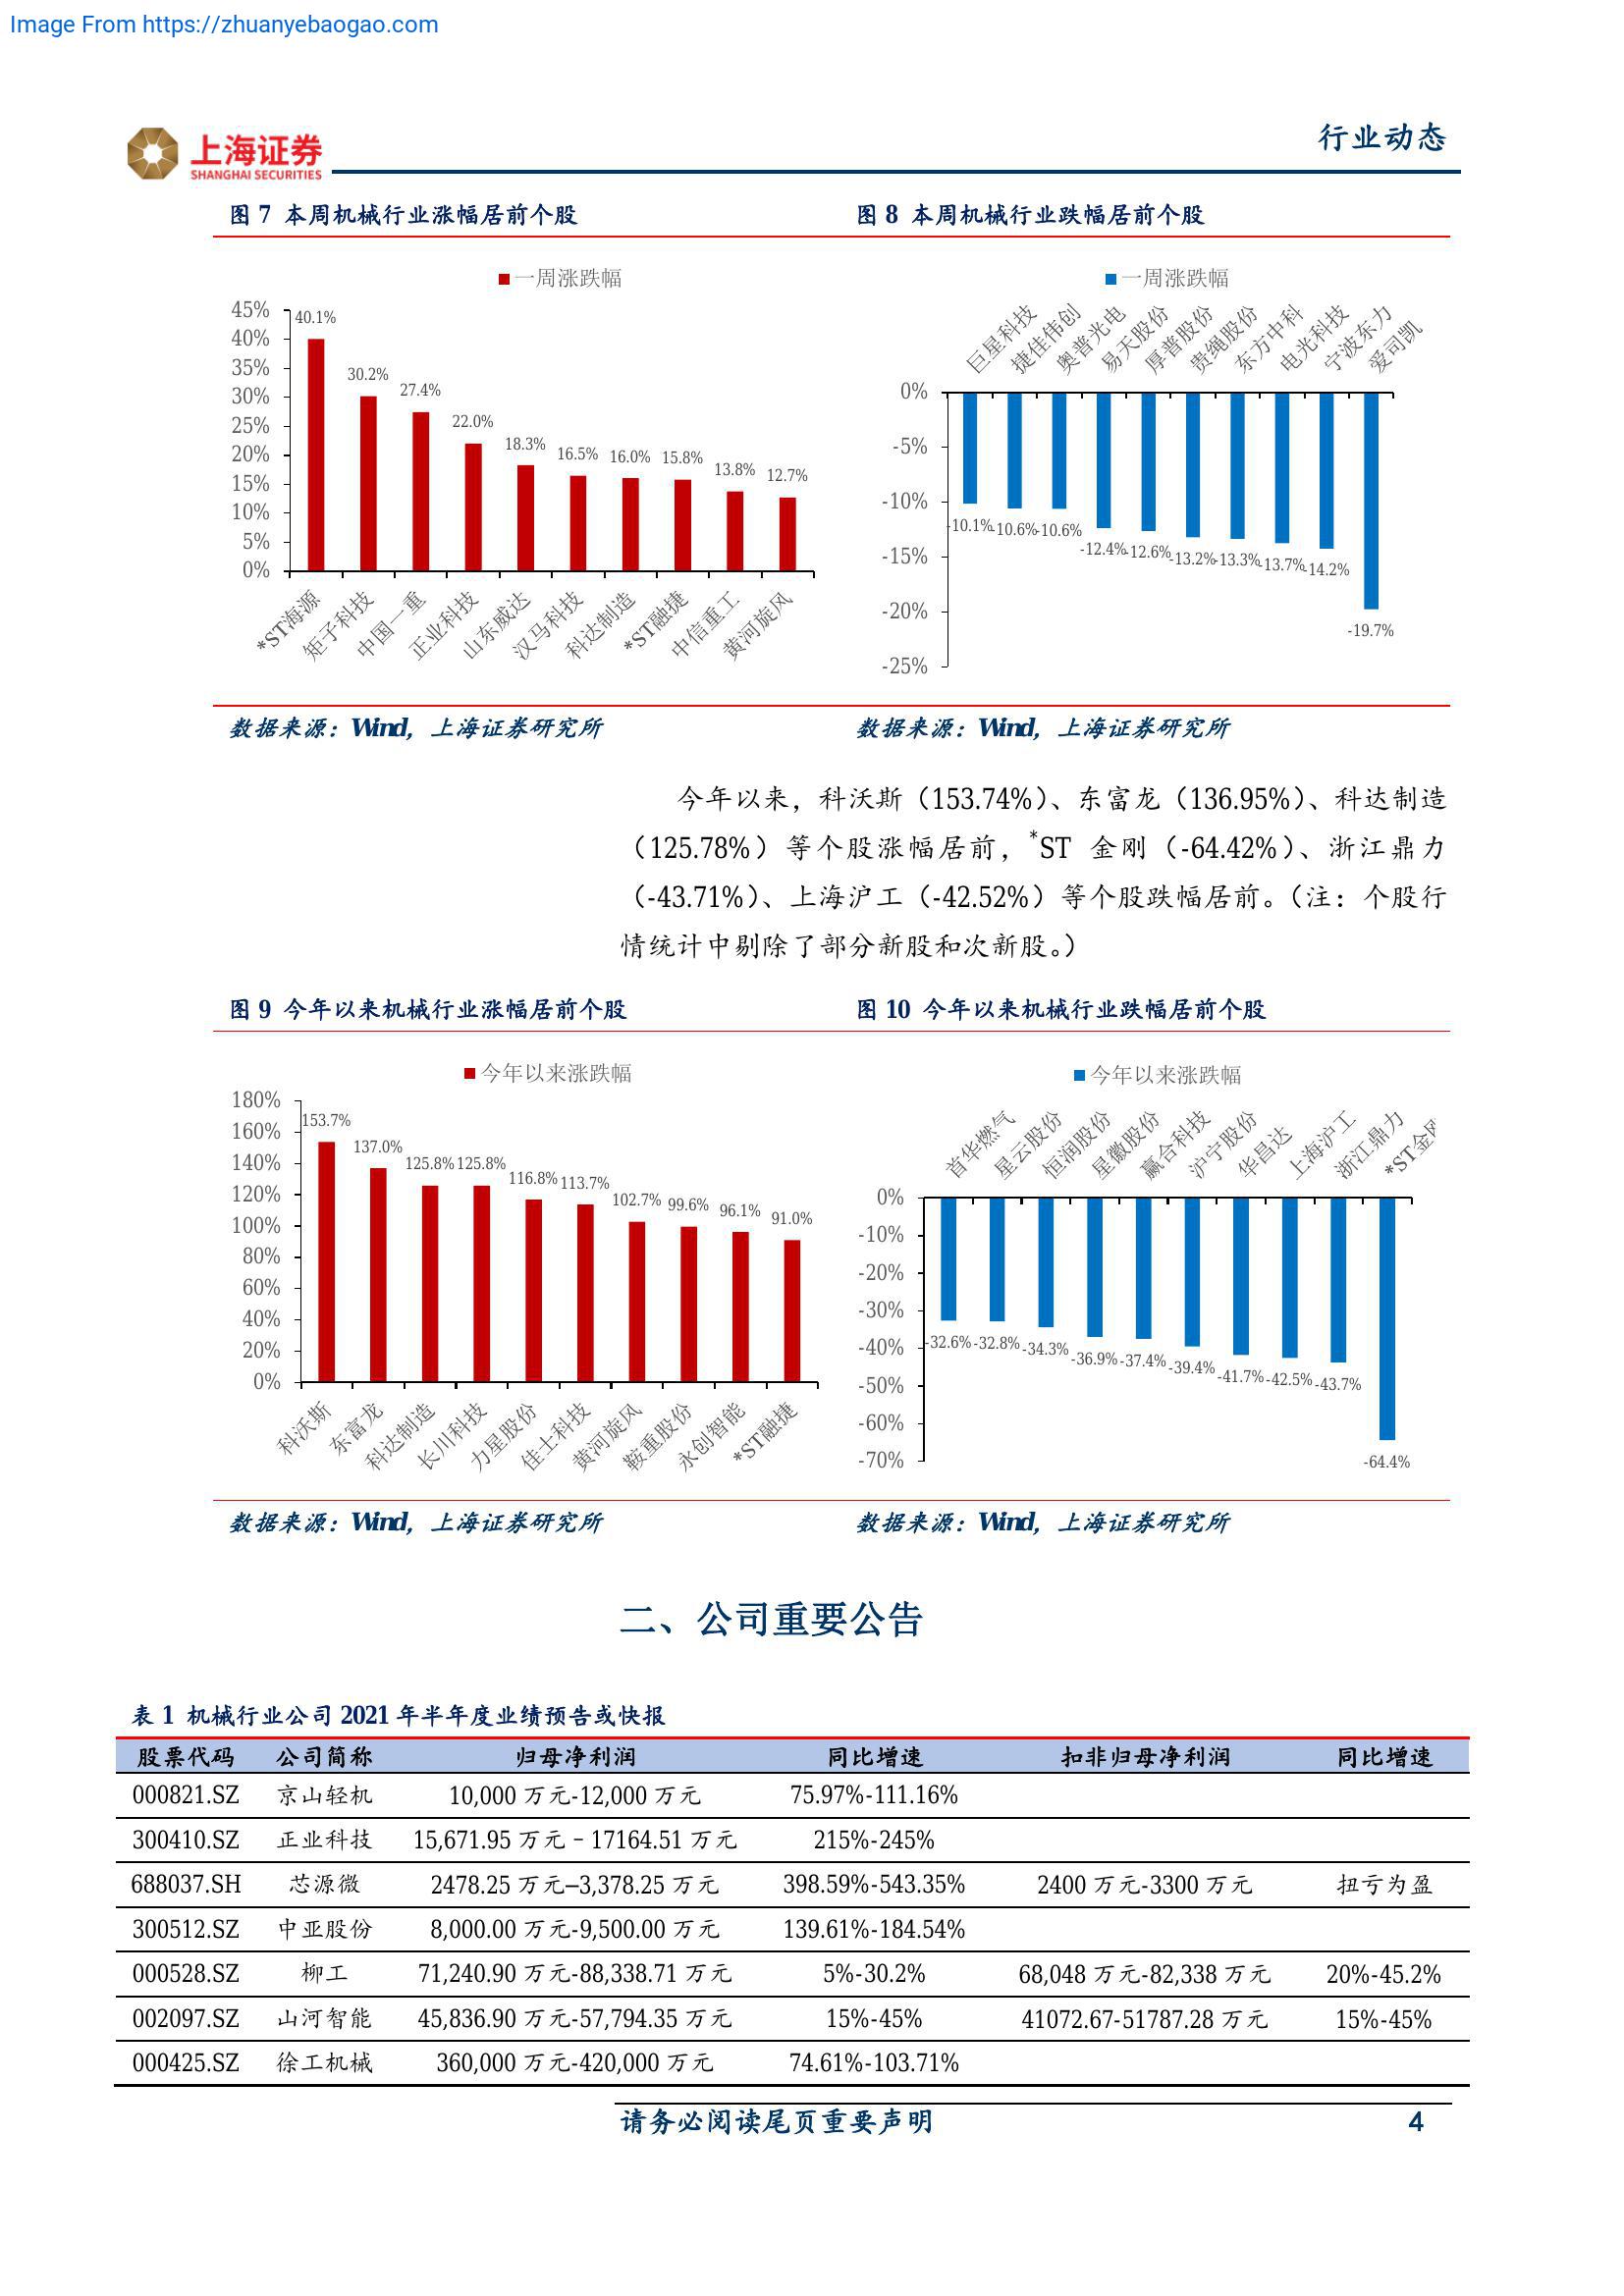 Image From https://zhuanyebaogao.com
上海证券
SHANGHAI SECURITIES
行业动态
图 7 本周机械行业涨幅居前个股
图 8 本周机械行业跌幅居前个股
一周涨跌幅
45%
40%
35%
30%
25%
20%
15%
10%
5%
0%
40.1%
30.2%
27.4%
22.0%
18.3%
16.5%
16.0%
15.8%
13.8%
12.7%
*ST海源
矩子科技
中国一重
正业科技
山东威达
汉马科技
科达制造
*ST融捷
中信重工
黄河旋风
一周涨跌幅
巨星科技
捷佳伟创
奥普光电
易天股份
厚普股份
贵绳股份
东方中科
电光科技
宁波东力
爱司凯
0%
-5%
-10%
-15%
-20%
-25%
-10.1%
-10.6%
-10.6%
-12.4%
-12.6%
-13.2%
-13.3%
-13.7%
-14.2%
-19.7%
数据来源：Wind，上海证券研究所
数据来源：Wind，上海证券研究所
今年以来，科沃斯（153.74%）、东富龙（136.95%）、科达制造
（125.78%）等个股涨幅居前，*ST 金刚（-64.42%）、浙江鼎力
（-43.71%）、上海沪工（-42.52%）等个股跌幅居前。（注：个股行
情统计中剔除了部分新股和次新股。）
图 9 今年以来机械行业涨幅居前个股
图 10 今年以来机械行业跌幅居前个股
今年以来涨跌幅
180%
160%
140%
120%
100%
80%
60%
40%
20%
0%
153.7%
137.0%
125.8%
125.8%
116.8%
113.7%
102.7%
99.6%
96.1%
91.0%
科沃斯
东富龙
科达制造
长川科技
力星股份
佳士科技
黄河旋风
鞍重股份
永创智能
*ST融捷
今年以来涨跌幅
首华燃气
星云股份
恒润股份
星徽股份
赢合科技
沪宁股份
华昌达
上海沪工
浙江鼎力
*ST金刚
0%
-10%
-20%
-30%
-40%
-50%
-60%
-70%
-32.6%
-32.8%
-34.3%
-36.9%
-37.4%
-39.4%
-41.7%
-42.5%
-43.7%
-64.4%
数据来源：Wind，上海证券研究所
数据来源：Wind，上海证券研究所
二、公司重要公告
表 1 机械行业公司 2021 年半年度业绩预告或快报
股票代码 公司简称 归母净利润 同比增速 扣非归母净利润 同比增速
000821.SZ 京山轻机 10,000 万元-12,000 万元 75.97%-111.16%
300410.SZ 正业科技 15,671.95 万元－17164.51 万元 215%-245%
688037.SH 芯源微 2478.25 万元—3,378.25 万元 398.59%-543.35% 2400 万元-3300 万元 扭亏为盈
300512.SZ 中亚股份 8,000.00 万元-9,500.00 万元 139.61%-184.54%
000528.SZ 柳工 71,240.90 万元-88,338.71 万元 5%-30.2% 68,048 万元-82,338 万元 20%-45.2%
002097.SZ 山河智能 45,836.90 万元-57,794.35 万元 15%-45% 41072.67-51787.28 万元 15%-45%
000425.SZ 徐工机械 360,000 万元-420,000 万元 74.61%-103.71%
请务必阅读尾页重要声明
4